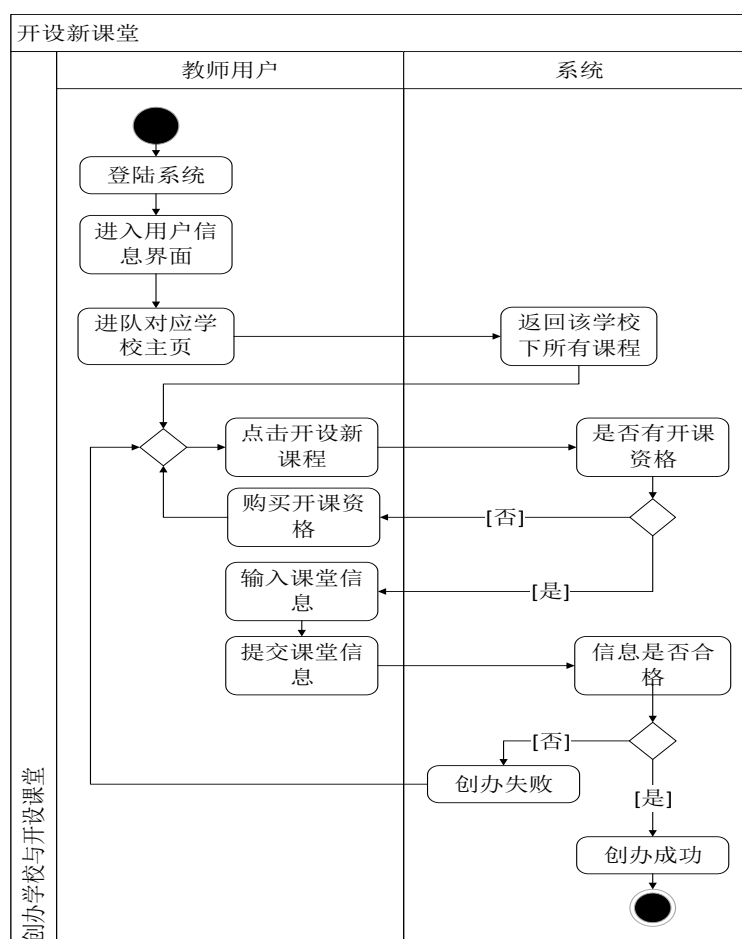 开设新课堂
教师用户
系统
登陆系统
进入用户信
息界面
进队对应学
校主页
返回该学校
下所有课程
点击开设新
课程
是否有开课
资格
购买开课资
格
[否]
输入课堂信
息
[是]
提交课堂信
息
信息是否合
格
[否]
创办失败
[是]
创办成功
创办学校与开设课堂